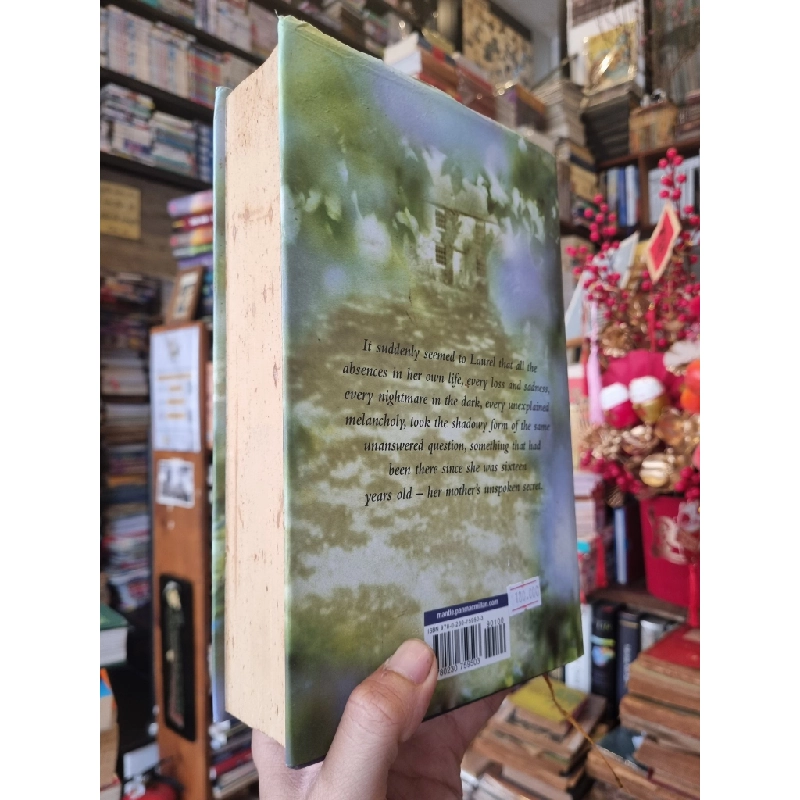 It suddenly seemed to Laurel that all the
absences in her own life, every loss and sadness,
every nightmare in the dark, every unexplained
melancholy, took the shadowy form of the same
unanswered question, something that had
been there since she was sixteen
years old – her mother's unspoken secret.